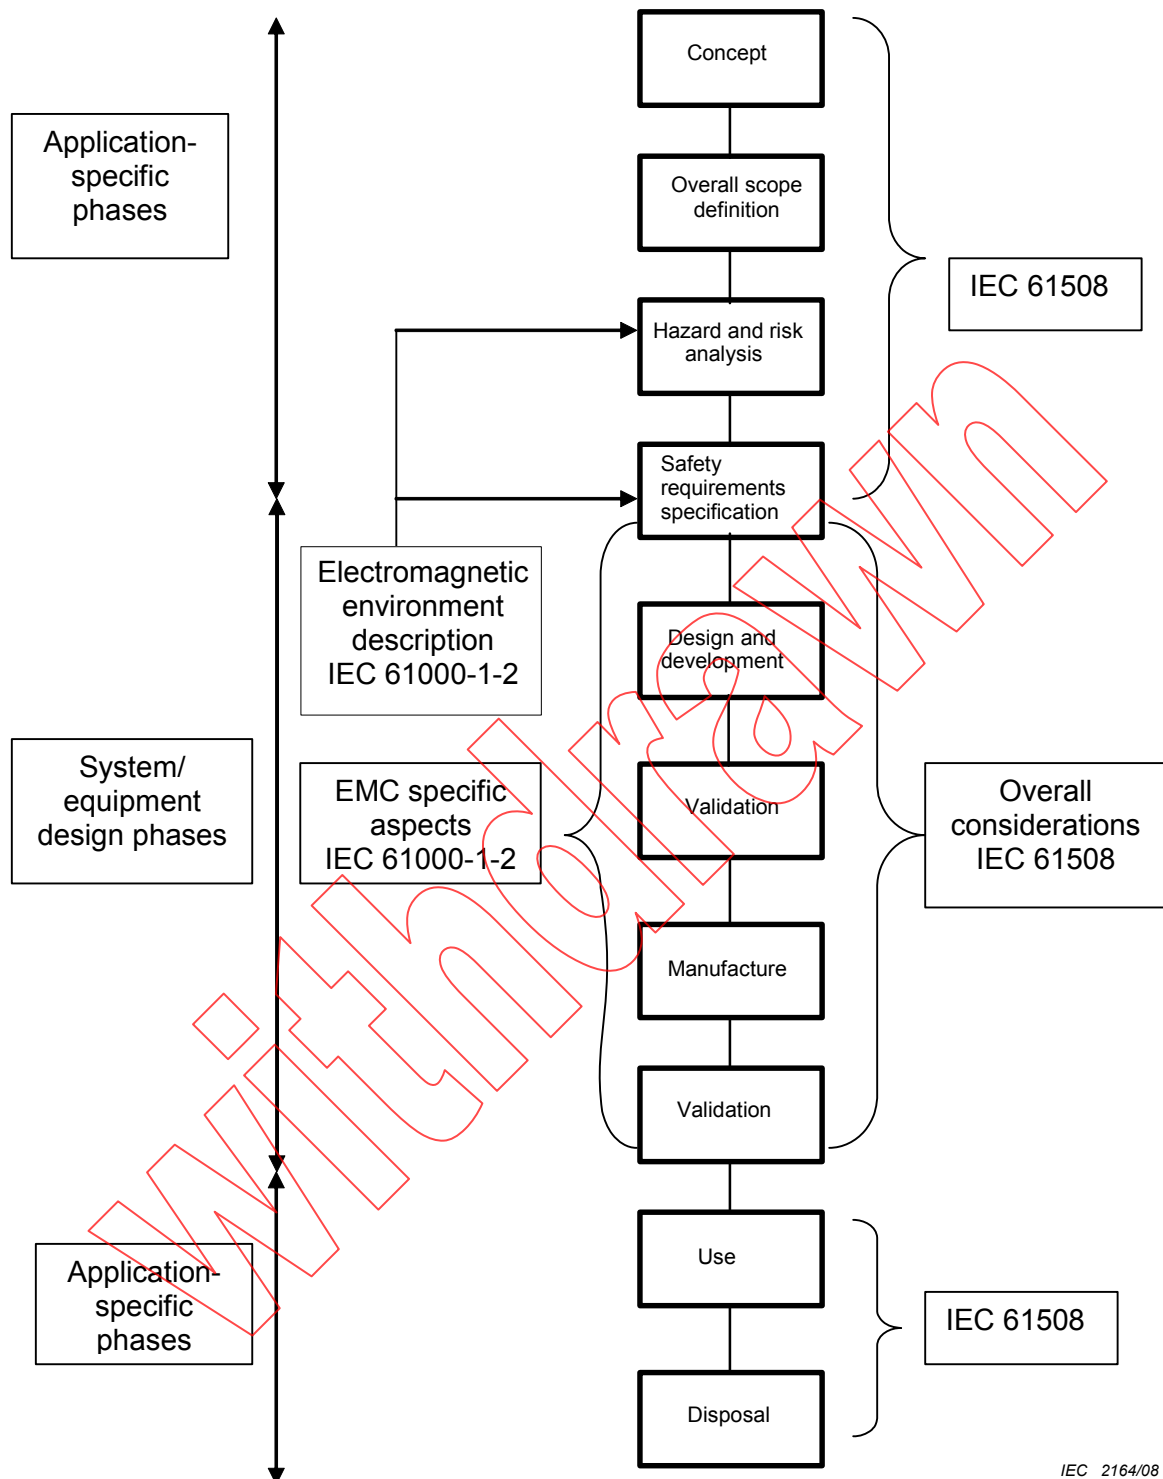 Concept
Application-
specific
phases
Overall scope
definition
IEC 61508
Hazard and risk
analysis
Safety
requirements
specification
Electromagnetic
environment
description
IEC 61000-1-2
Design and
development
System/
equipment
design phases
EMC specific
aspects
IEC 61000-1-2
Validation
Overall
considerations
IEC 61508
Manufacture
Validation
Use
Application-
specific
phases
IEC 61508
Disposal
IEC 2164/08
withdrawn